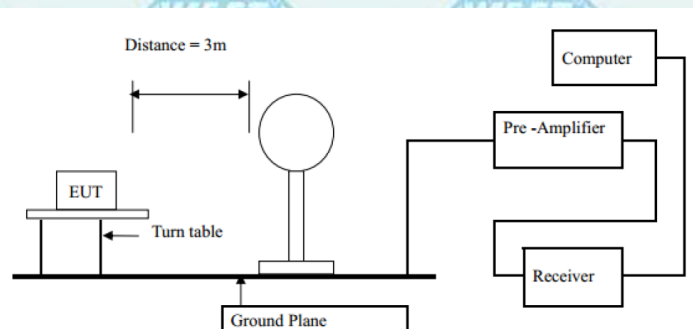 Distance = 3m
Computer
Pre -Amplifier
EUT
Turn table
Receiver
Ground Plane